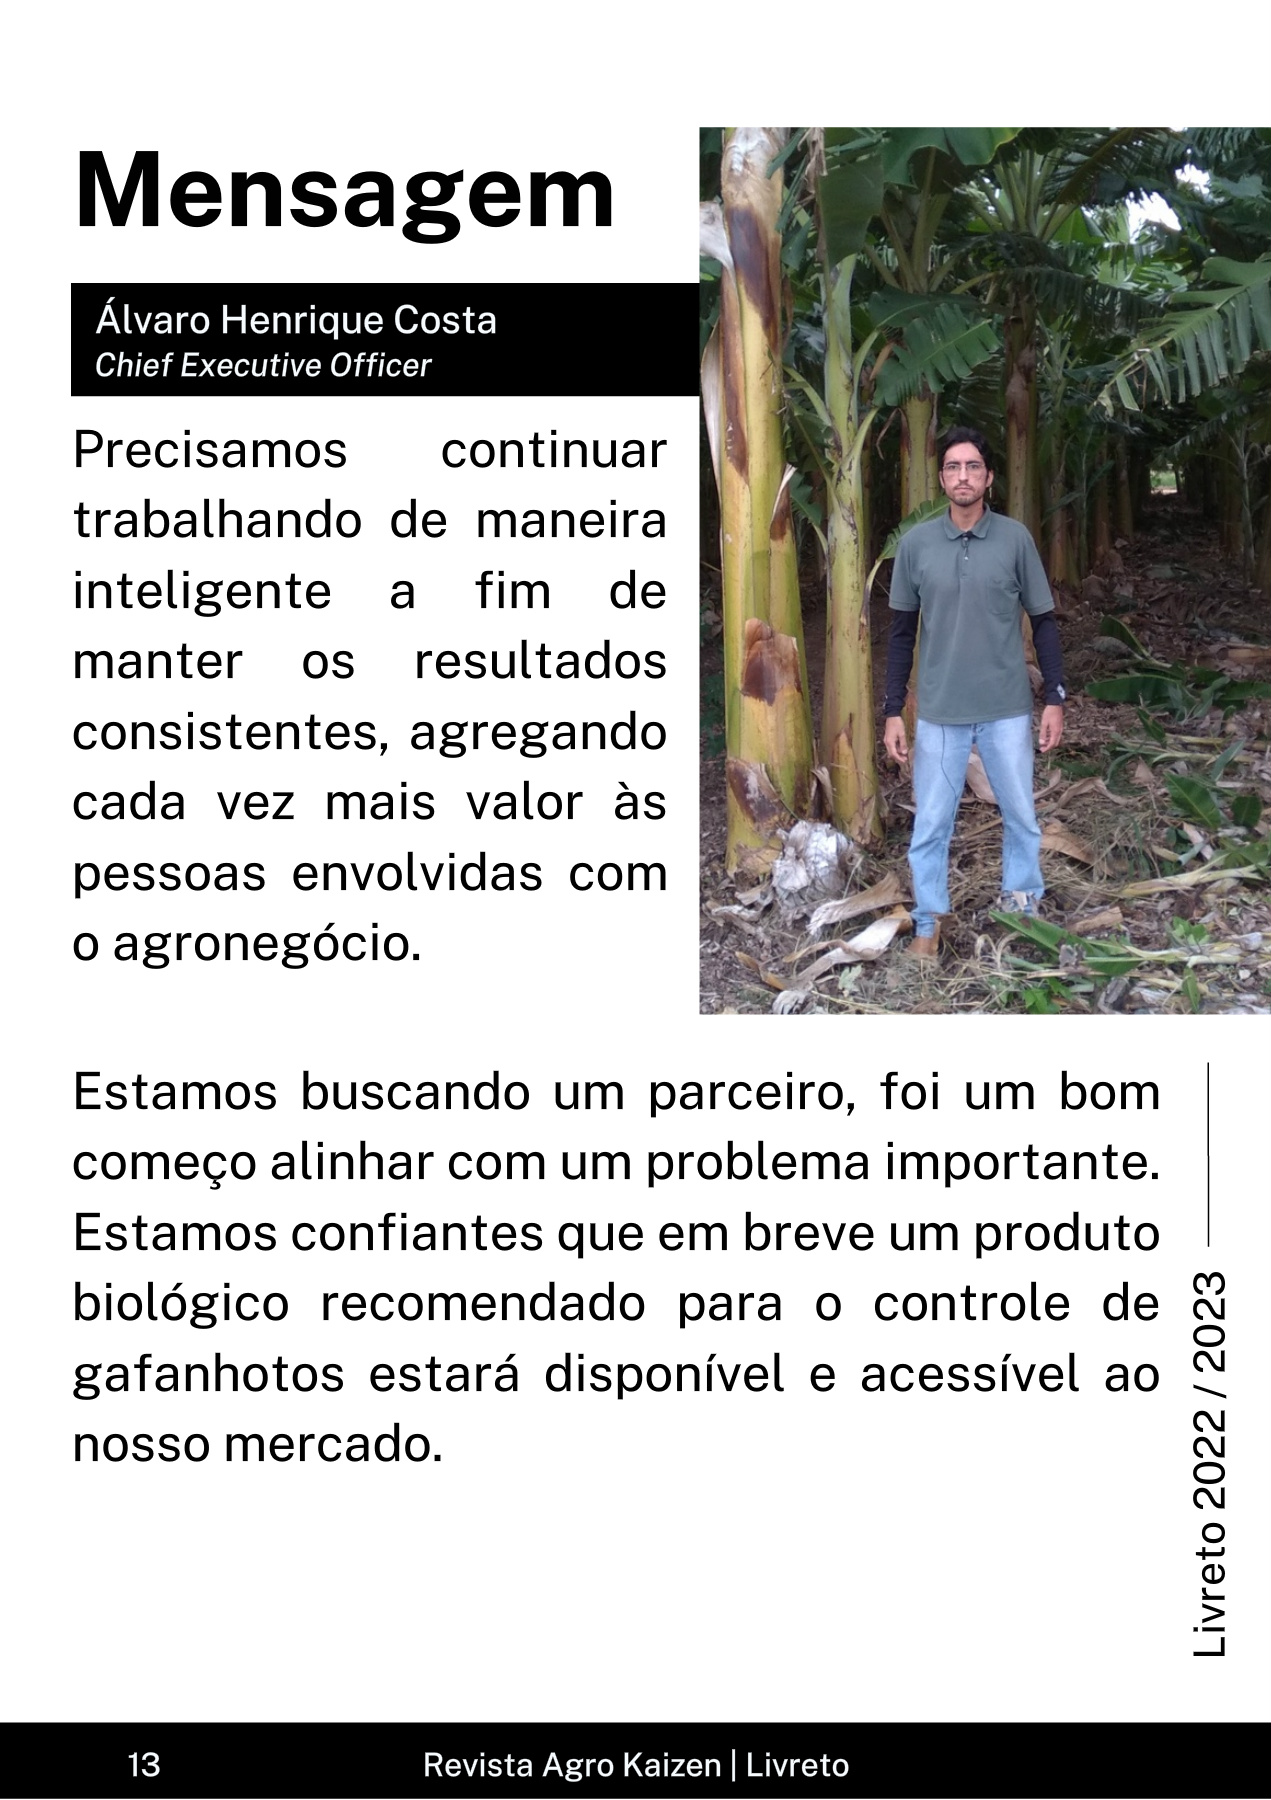 Mensagem
Álvaro Henrique Costa
Chief Executive Officer
Precisamos continuar
trabalhando de maneira
inteligente a fim de
manter os resultados
consistentes, agregando
cada vez mais valor às
pessoas envolvidas com
o agronegócio.
Estamos buscando um parceiro, foi um bom
começo alinhar com um problema importante.
Estamos confiantes que em breve um produto
biológico recomendado para o controle de
gafanhotos estará disponível e acessível ao
nosso mercado.
Livreto 2022 / 2023
13
Revista Agro Kaizen | Livreto